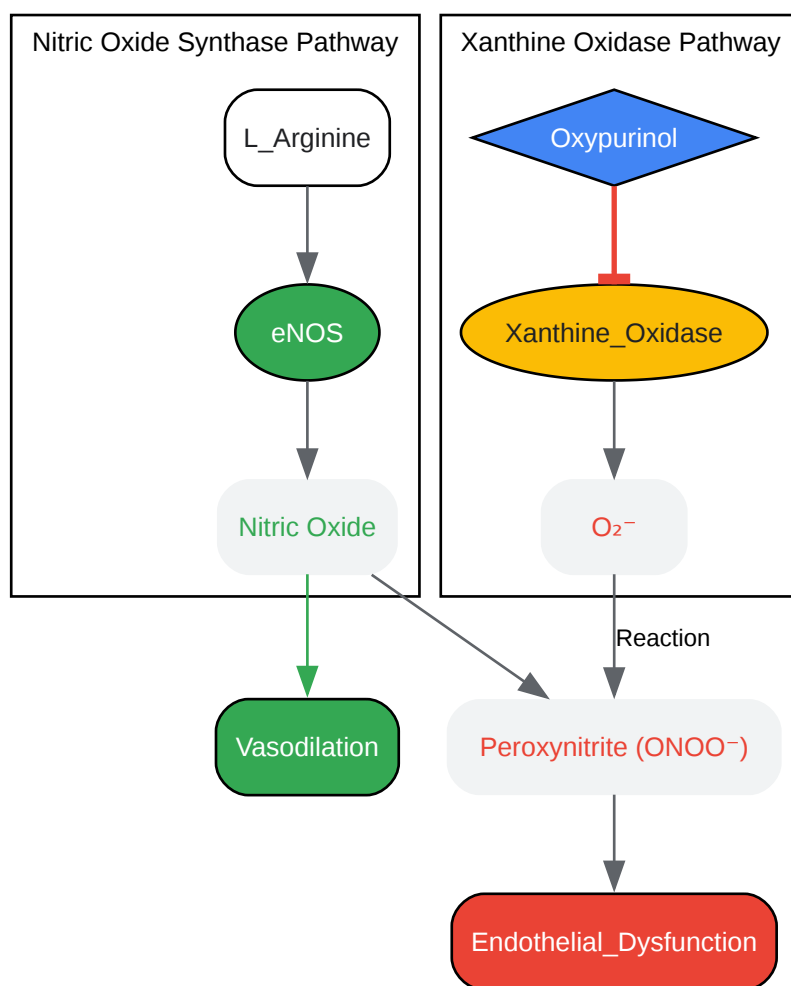 Nitric Oxide Synthase Pathway
Xanthine Oxidase Pathway
L_Arginine
Oxypurinol
eNOS
Xanthine_Oxidase
Nitric Oxide
O₂⁻
Reaction
Vasodilation
Peroxynitrite (ONOO⁻)
Endothelial_Dysfunction